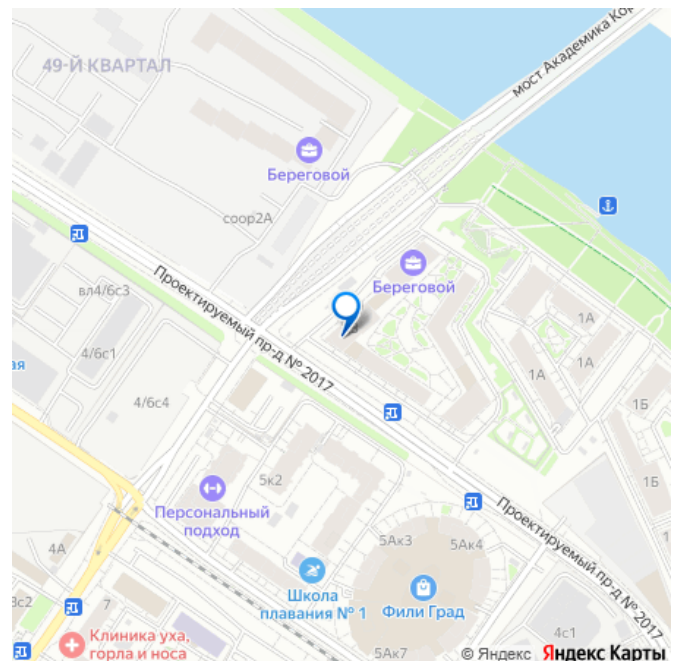 49-Й КВАРТАЛ
мост Академика Кор
Береговой
соор2А
Береговой
вл4/6с3
Проектируемый пр-д № 2017
4/6с1
ая
4/6с4
1А
1А
1А
1Б
1Б
5к2
Персональный
подход
Проектируемый пр-д № 2017
5Ак3
5Ак4
4А
Школа
плавания № 1
Фили Град
3с2
7
Клиника уха,
горла и носа
5Ак7
4с1
© Яндекс Яндекс Карты